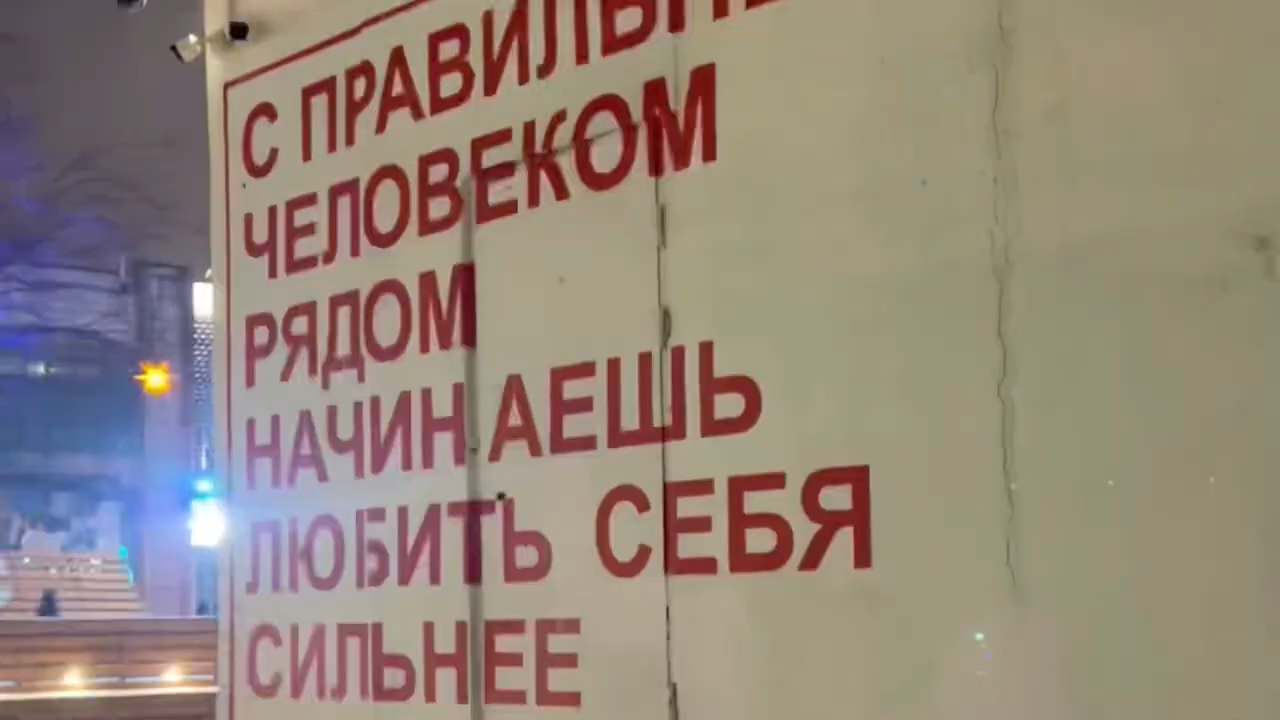 С ПРАВИЛЬН
ЧЕЛОВЕКОМ
РЯДОМ
НАЧИНАЕШЬ
ЛЮБИТЬ СЕБЯ
СИЛЬНЕЕ